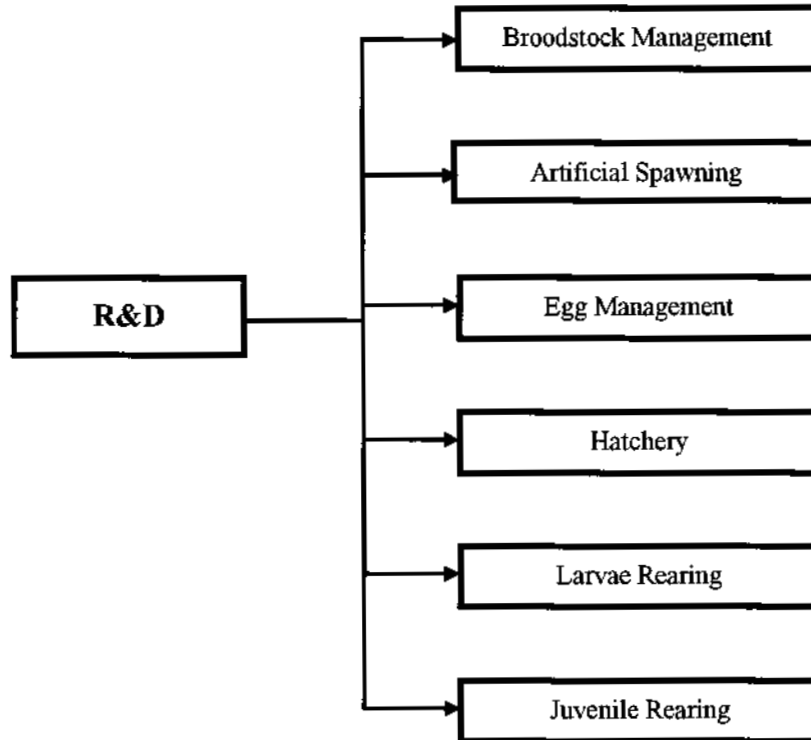 Broodstock Management
Artificial Spawning
R&D
Egg Management
Hatchery
Larvae Rearing
Juvenile Rearing